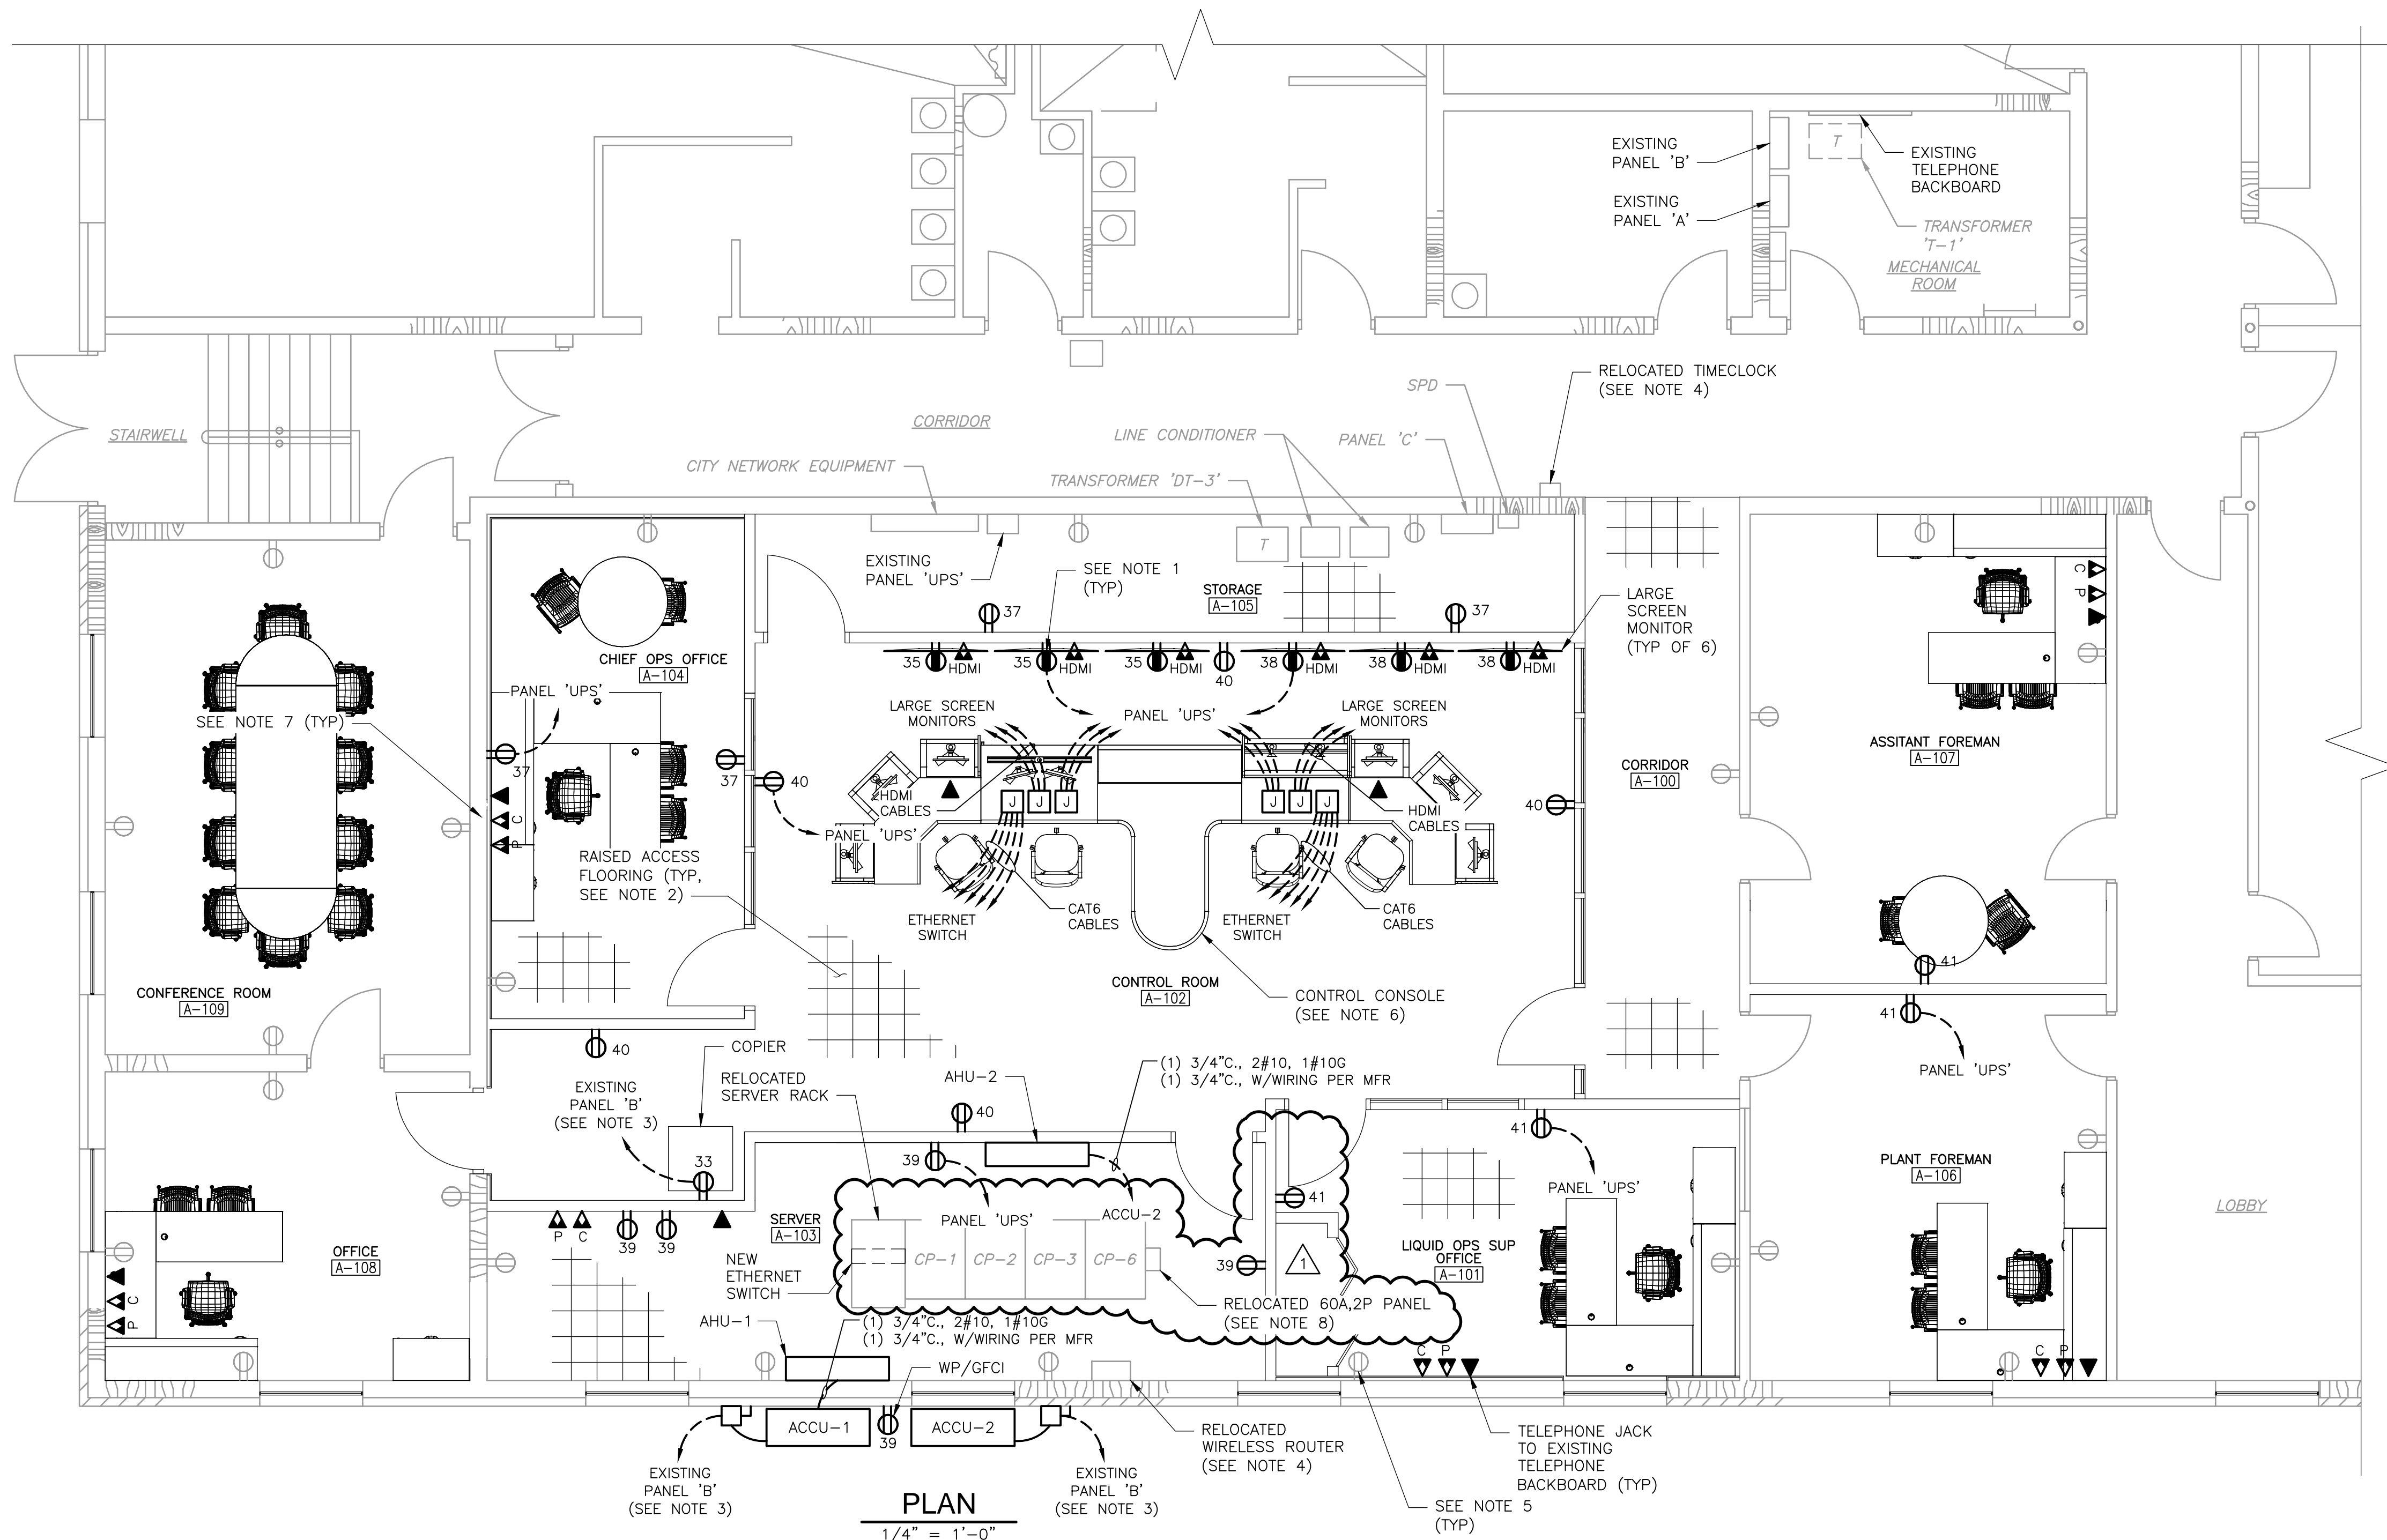 EXISTING
PANEL 'B'
EXISTING
PANEL 'A'
T
EXISTING
TELEPHONE
BACKBOARD
TRANSFORMER
'T-1'
MECHANICAL
ROOM
RELOCATED TIMECLOCK
(SEE NOTE 4)
SPD
STAIRWELL
CORRIDOR
LINE CONDITIONER
PANEL 'C'
CITY NETWORK EQUIPMENT
TRANSFORMER 'DT-3'
T
EXISTING
PANEL 'UPS'
SEE NOTE 1
(TYP)
STORAGE
A-105
37
37
LARGE
SCREEN
MONITOR
(TYP OF 6)
C
P
CHIEF OPS OFFICE
A-104
35
HDMI
35
HDMI
35
HDMI
40
38
HDMI
38
HDMI
38
HDMI
PANEL 'UPS'
SEE NOTE 7 (TYP)
LARGE SCREEN
MONITORS
PANEL 'UPS'
LARGE SCREEN
MONITORS
37
37
40
C
P
HDMI
CABLES
J
J
J
J
J
J
HDMI
CABLES
40
PANEL 'UPS'
CORRIDOR
A-100
ASSITANT FOREMAN
A-107
RAISED ACCESS
FLOORING (TYP,
SEE NOTE 2)
ETHERNET
SWITCH
CAT6
CABLES
ETHERNET
SWITCH
CAT6
CABLES
CONTROL ROOM
A-102
CONTROL CONSOLE
(SEE NOTE 6)
41
41
PANEL 'UPS'
CONFERENCE ROOM
A-109
40
COPIER
EXISTING
PANEL 'B'
(SEE NOTE 3)
RELOCATED
SERVER RACK
AHU-2
(1) 3/4"C., 2#10, 1#10G
(1) 3/4"C., W/WIRING PER MFR
40
41
33
39
PANEL 'UPS'
PLANT FOREMAN
A-106
LOBBY
P
C
39
39
SERVER
A-103
PANEL 'UPS'
ACCU-2
41
OFFICE
A-108
NEW
ETHERNET
SWITCH
CP-1
CP-2
CP-3
CP-6
39
1
LIQUID OPS SUP
OFFICE
A-101
C
P
RELOCATED 60A,2P PANEL
(SEE NOTE 8)
AHU-1
(1) 3/4"C., 2#10, 1#10G
(1) 3/4"C., W/WIRING PER MFR
WP/GFCI
C
P
C
P
ACCU-1
39
ACCU-2
EXISTING
PANEL 'B'
(SEE NOTE 3)
EXISTING
PANEL 'B'
(SEE NOTE 3)
RELOCATED
WIRELESS ROUTER
(SEE NOTE 4)
TELEPHONE JACK
TO EXISTING
TELEPHONE
BACKBOARD (TYP)
SEE NOTE 5
(TYP)
PLAN
1/4" = 1'-0"